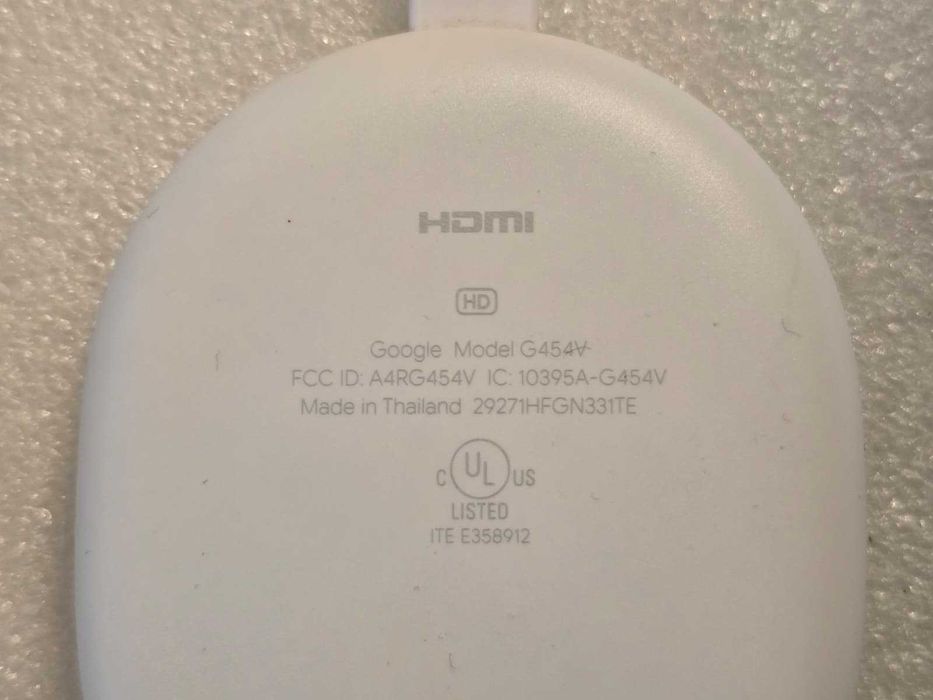 HDMI
HD
Google Model G454V
FCC ID: A4RG454V IC: 10395A-G454V
Made in Thailand 29271HFGN331TE
C UL US
LISTED
ITE E358912